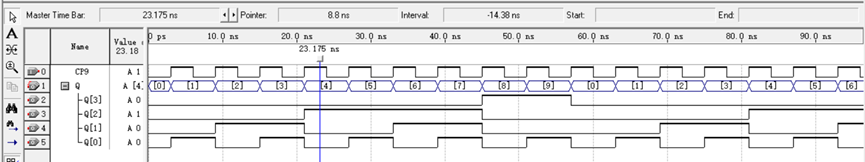 Master Time Bar: 23.175 ns Pointer: 8.8 ns Interval: -14.38 ns Start: End:
Name Value 23.18 0 ps 10.0 ns 20.0 ns 30.0 ns 40.0 ns 50.0 ns 60.0 ns 70.0 ns 80.0 ns 90.0 ns
23.175 ns
0 CP9 A 1
1 Q A [4] [0] [1] [2] [3] [4] [5] [6] [7] [8] [9] [0] [1] [2] [3] [4] [5] [6]
2 Q[3] A 0
3 Q[2] A 1
4 Q[1] A 0
5 Q[0] A 0